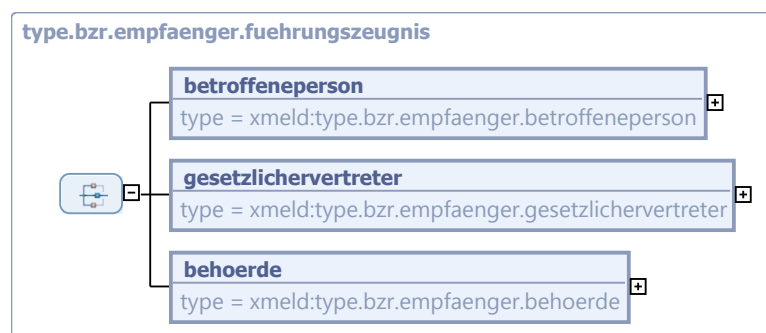 type.bzr.empfaenger.fuehrungszeugnis
betroffeneperson
type = xmeld:type.bzr.empfaenger.betroffeneperson
gesetzlichervertreter
type = xmeld:type.bzr.empfaenger.gesetzlichervertreter
behoerde
type = xmeld:type.bzr.empfaenger.behoerde